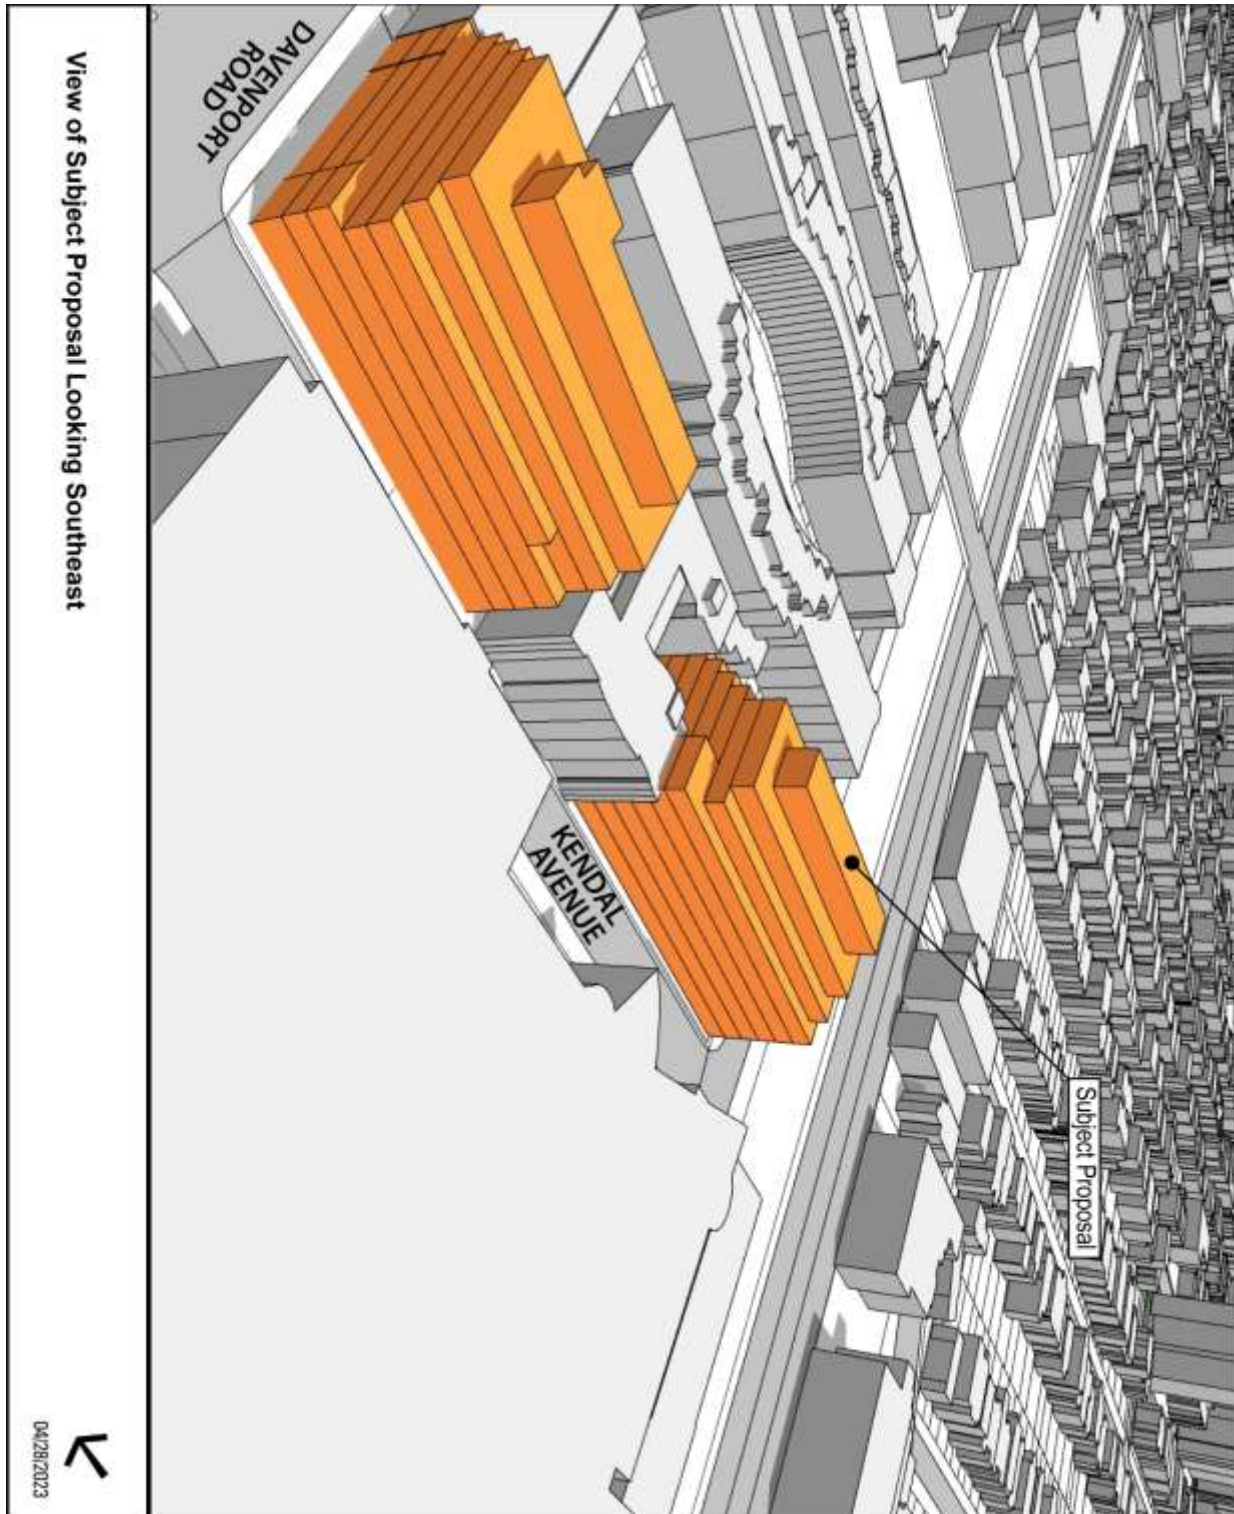 DAVENPORT
ROAD
KENDAL
AVENUE
Subject Proposal
View of Subject Proposal Looking Southeast
04/28/2023